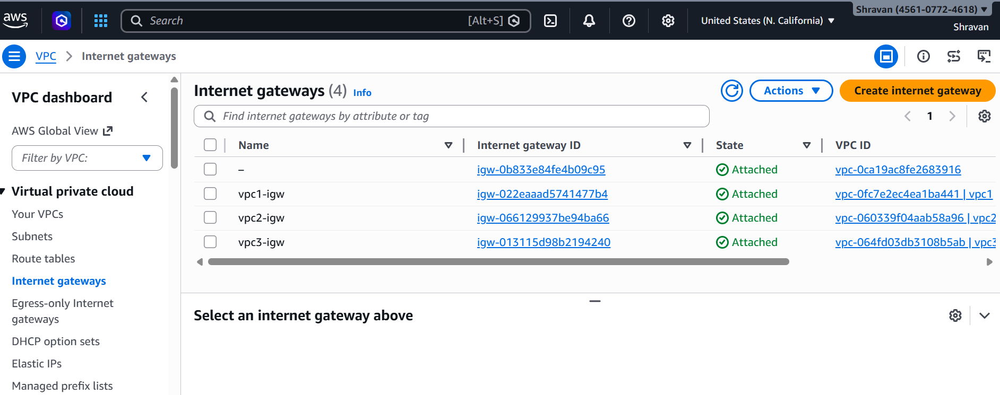 aws
Search [Alt+S]
United States (N. California)
Shravan (4561-0772-4618)
Shravan
VPC Internet gateways
VPC dashboard
AWS Global View
Filter by VPC:
Virtual private cloud
Your VPCs
Subnets
Route tables
Internet gateways
Egress-only Internet
gateways
DHCP option sets
Elastic IPs
Managed prefix lists
Internet gateways (4) Info
Actions
Create internet gateway
Find internet gateways by attribute or tag
1
Name Internet gateway ID State VPC ID
– igw-0b833e84fe4b09c95 Attached vpc-0ca19ac8fe2683916
vpc1-igw igw-022eaaad5741477b4 Attached vpc-0fc7e2ec4ea1ba441 | vpc1
vpc2-igw igw-066129937be94ba66 Attached vpc-060339f04aab58a96 | vpc2
vpc3-igw igw-013115d98b2194240 Attached vpc-064fd03db3108b5ab | vpc3
Select an internet gateway above